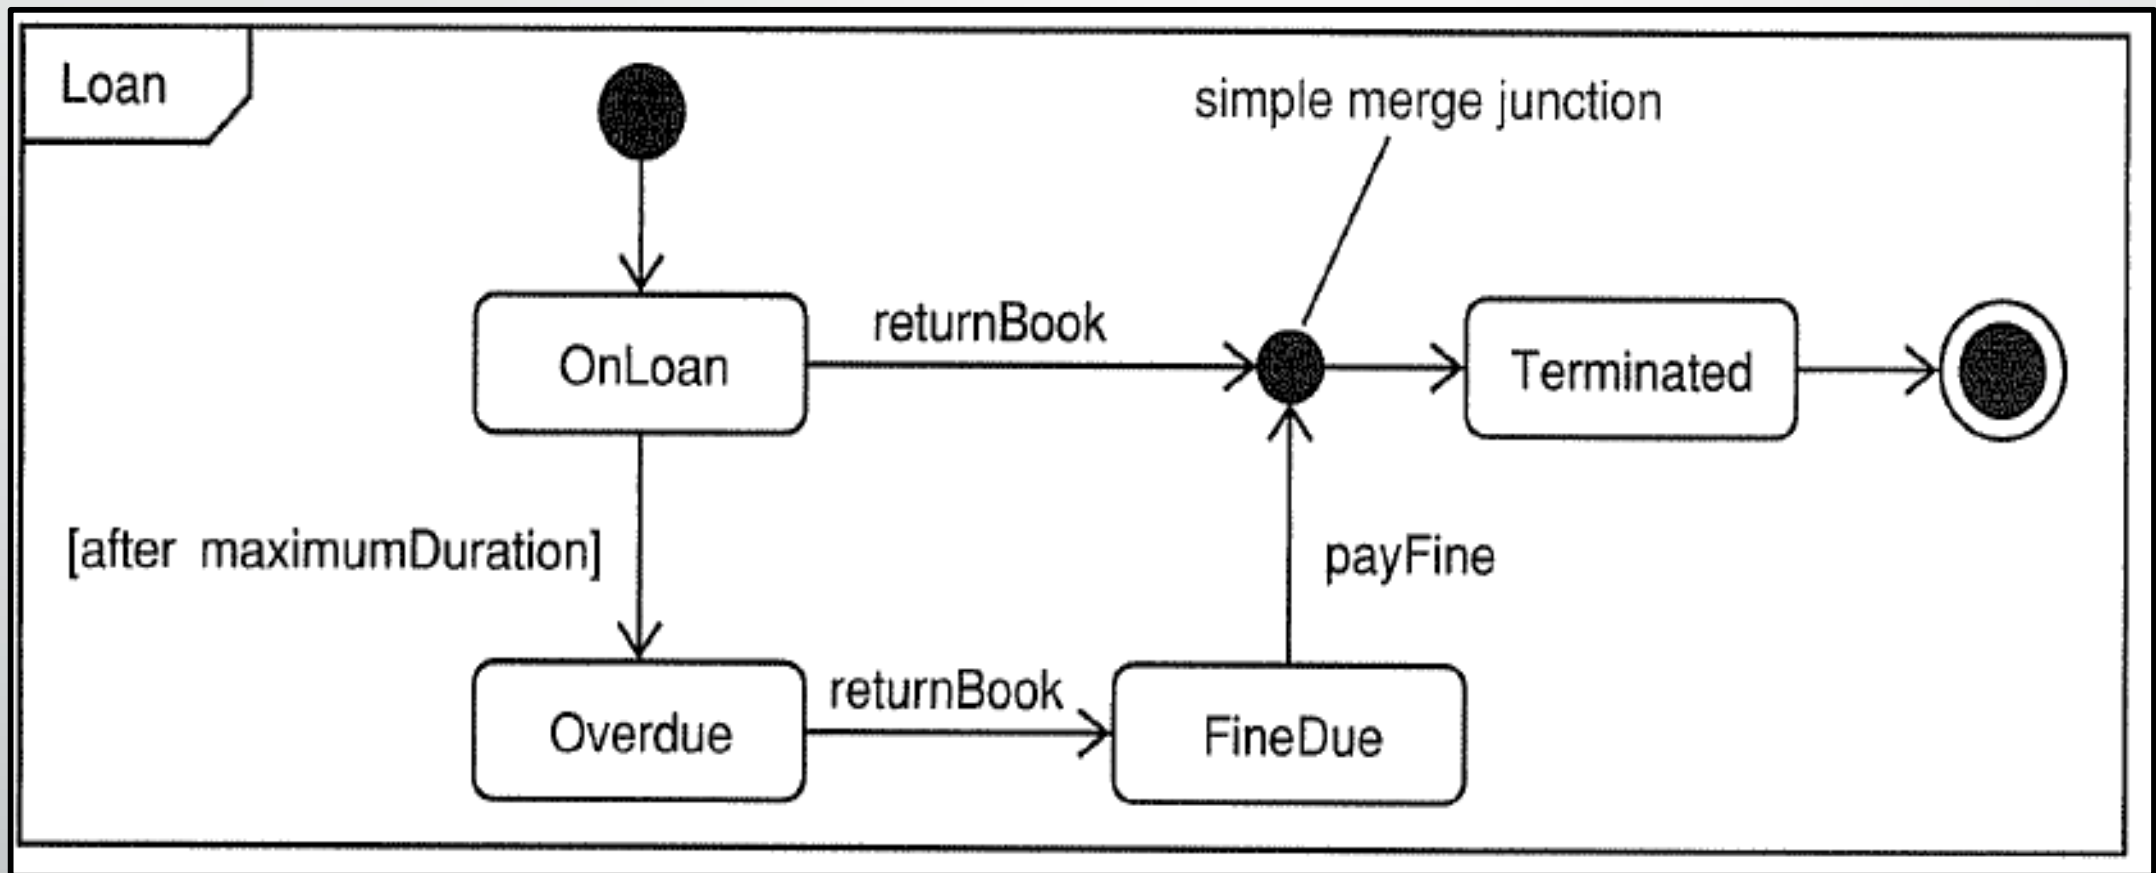 Loan
simple merge junction
returnBook
OnLoan
Terminated
[after maximumDuration]
payFine
returnBook
Overdue
FineDue